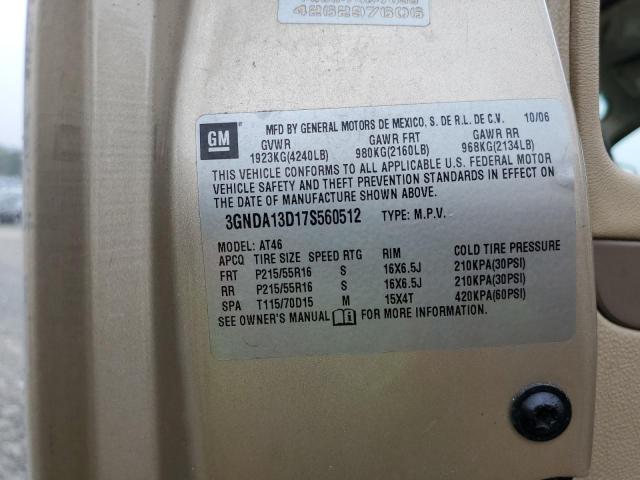 426297606
GM
MFD BY GENERAL MOTORS DE MEXICO, S. DE R.L. DE C.V. 10/06
GVWR GAWR FRT GAWR RR
1923KG(4240LB) 980KG(2160LB) 968KG(2134LB)
THIS VEHICLE CONFORMS TO ALL APPLICABLE U.S. FEDERAL MOTOR
VEHICLE SAFETY AND THEFT PREVENTION STANDARDS IN EFFECT ON
THE DATE OF MANUFACTURE SHOWN ABOVE.
3GNDA13D17S560512 TYPE: M.P.V.
MODEL: AT46
APCQ TIRE SIZE SPEED RTG RIM COLD TIRE PRESSURE
FRT P215/55R16 S 16X6.5J 210KPA(30PSI)
RR P215/55R16 S 16X6.5J 210KPA(30PSI)
SPA T115/70D15 M 15X4T 420KPA(60PSI)
SEE OWNER'S MANUAL FOR MORE INFORMATION.